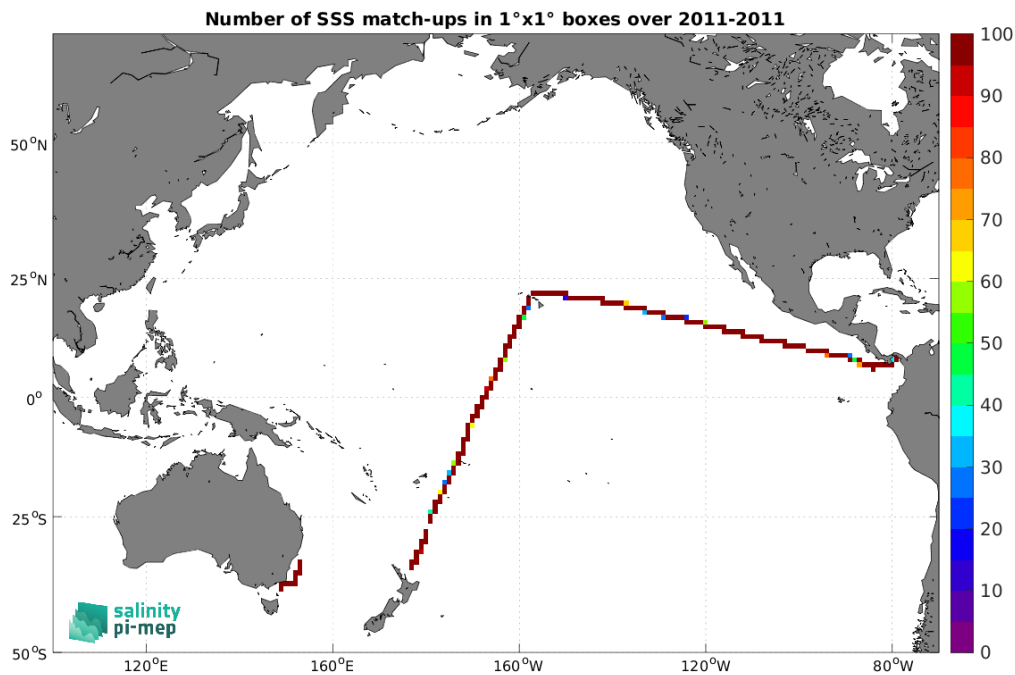 Number of SSS match-ups in 1°x1° boxes over 2011-2011
100
90
80
70
60
50
40
30
20
10
0
50°N
25°N
0°
25°S
50°S
120°E
160°E
160°W
120°W
80°W
salinity
pi-mep